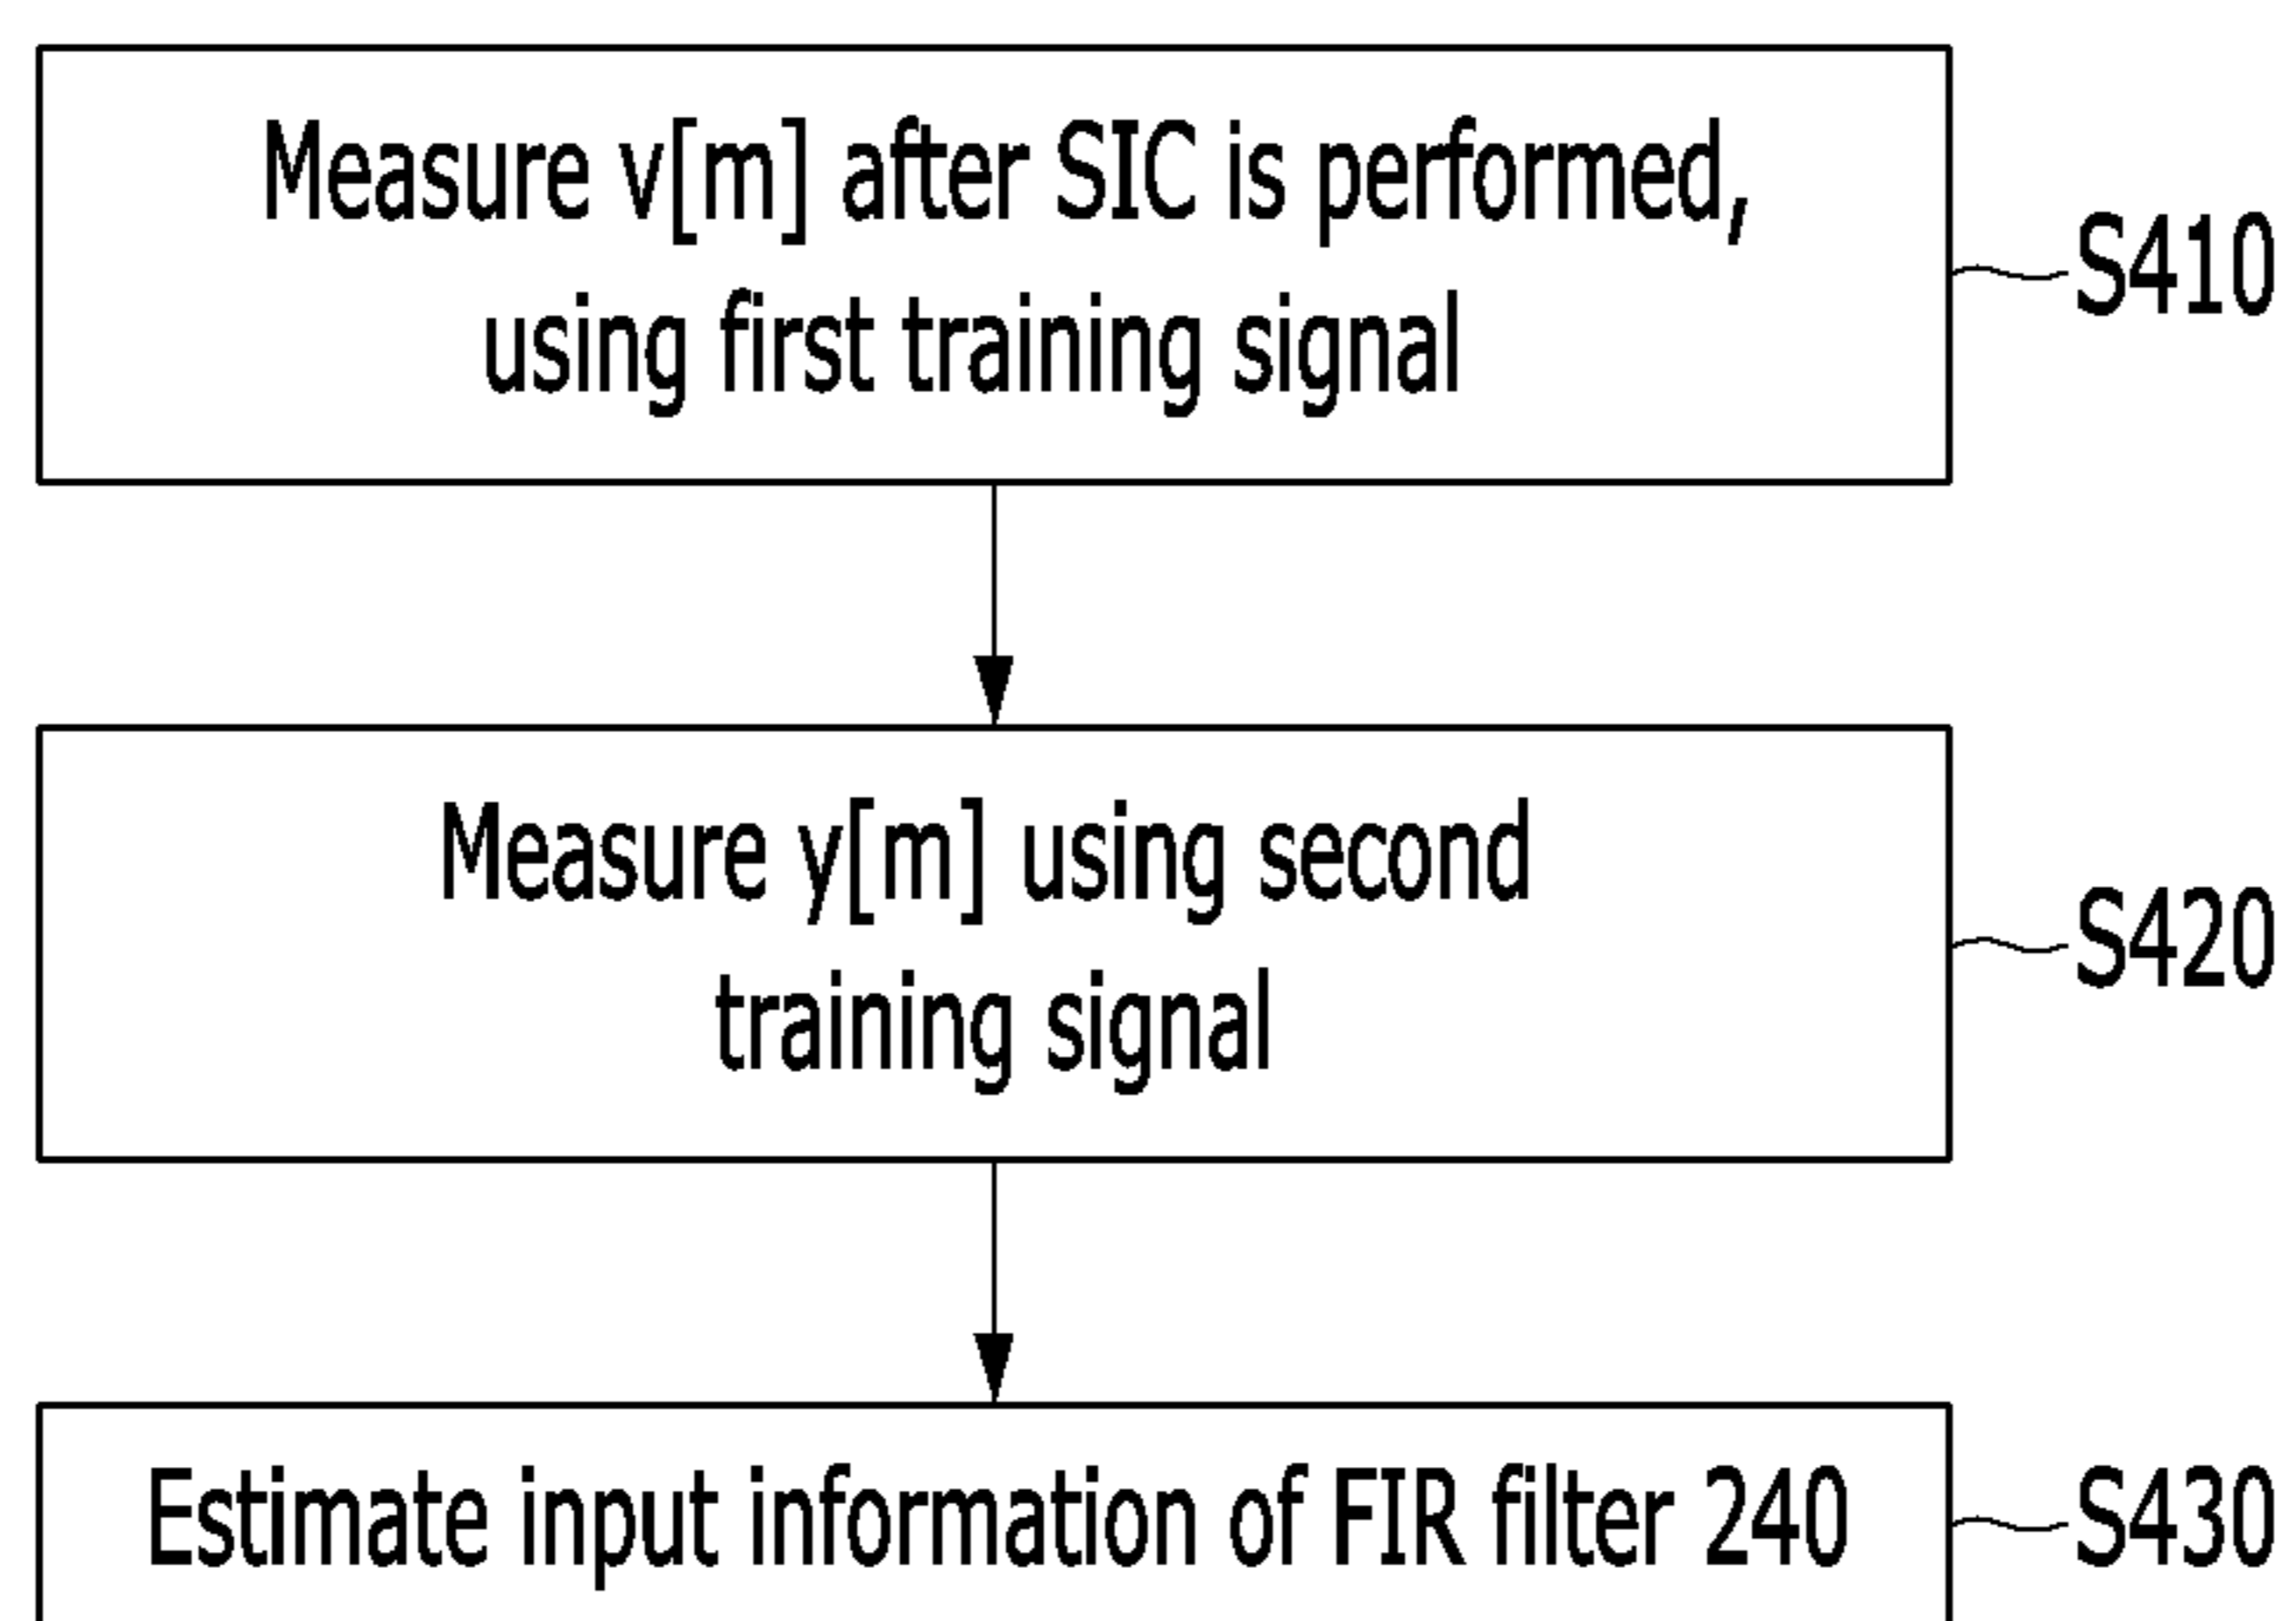 Measure v[m] after SIC is performed,
using first training signal
S410
Measure y[m] using second
training signal
S420
Estimate input information of FIR filter 240
S430